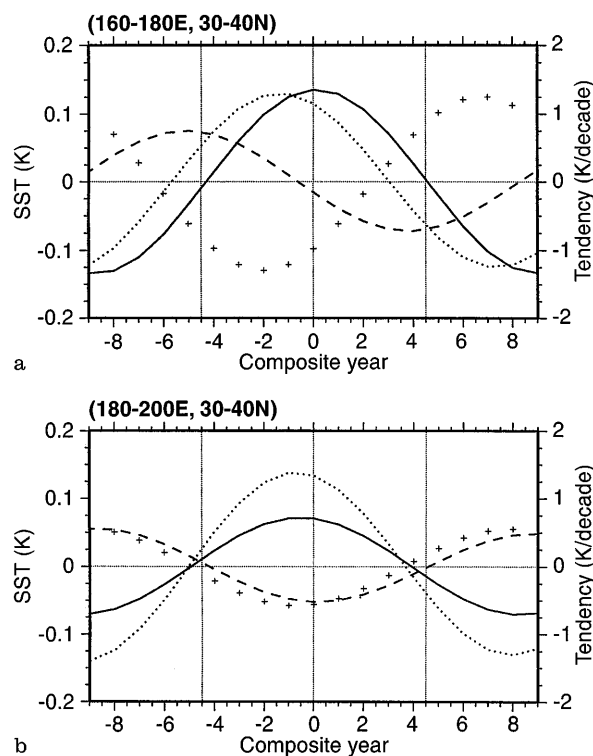 (160-180E, 30-40N)
0.2
0.1
0
-0.1
-0.2
SST (K)
2
1
0
-1
-2
Tendency (K/decade)
-8 -6 -4 -2 0 2 4 6 8
Composite year
a
(180-200E, 30-40N)
0.2
0.1
0
-0.1
-0.2
SST (K)
2
1
0
-1
-2
Tendency (K/decade)
-8 -6 -4 -2 0 2 4 6 8
Composite year
b